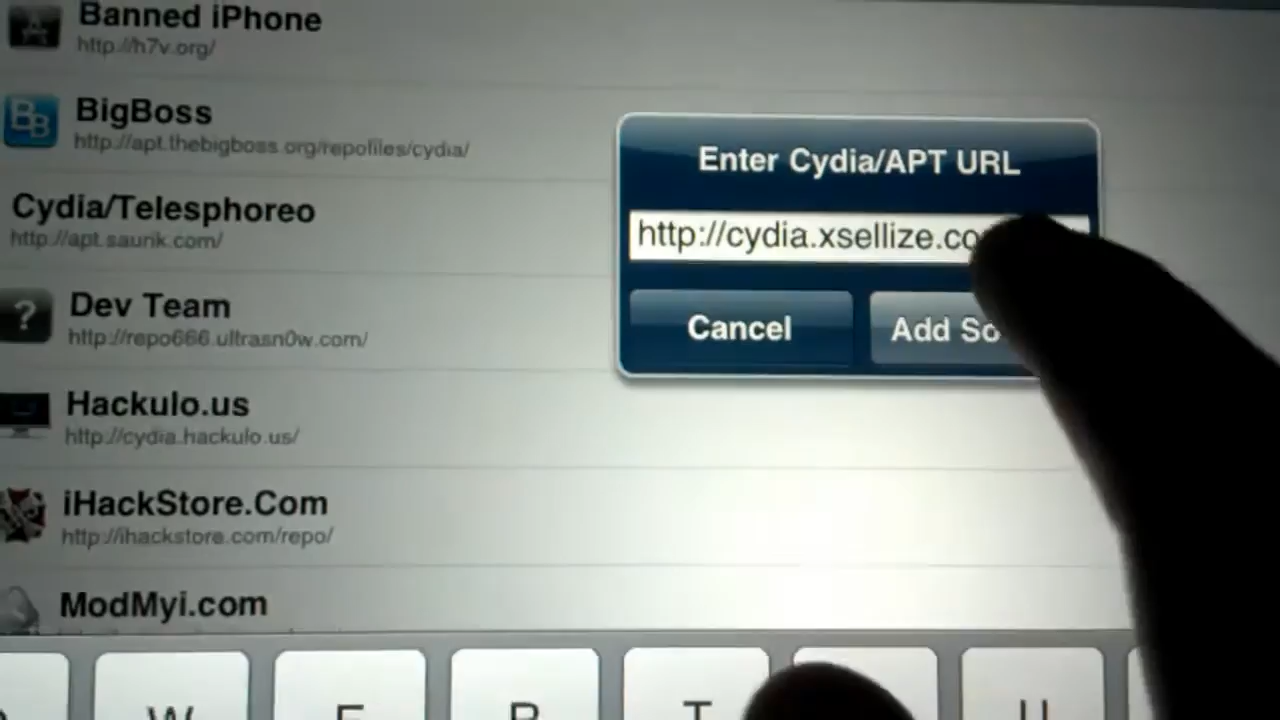 Banned iPhone
http://h7v.org/
BigBoss
http://apt.thebigboss.org/repofiles/cydia/
Cydia/Telesphoreo
http://apt.saurik.com/
? Dev Team
http://repo666.ultrasn0w.com/
Hackulo.us
http://cydia.hackulo.us/
iHackStore.Com
http://ihackstore.com/repo/
ModMyi.com
Enter Cydia/APT URL
http://cydia.xsellize.co
Cancel
Add So
W E R T U